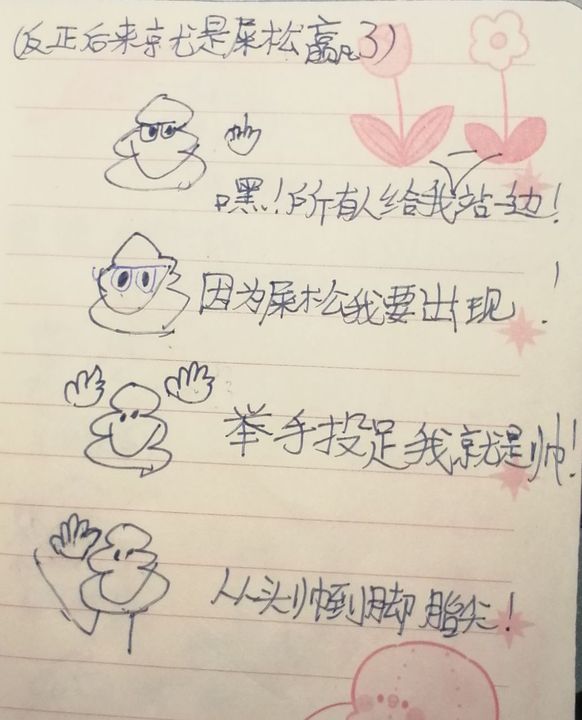 (反正后来就是屎松赢了)
嘿!所有人给我站一边!
因为屎松我要出现!
举手投足我就是帅!
从头帅到脚指尖!